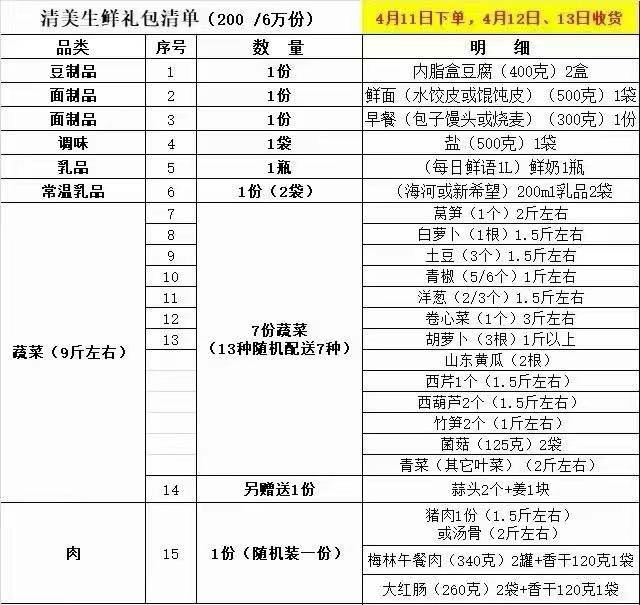 清美生鲜礼包清单（200 /6万份） 4月11日下单，4月12日、13日收货
品类 序号 数 量 明 细
豆制品 1 1份 内脂盒豆腐（400克）2盒
面制品 2 1份 鲜面（水饺皮或馄饨皮）（500克）1袋
面制品 3 1份 早餐（包子馒头或烧麦）（300克）1份
调味 4 1袋 盐（500克）1袋
乳品 5 1瓶 （每日鲜语1L）鲜奶1瓶
常温乳品 6 1份（2袋） （海河或新希望）200ml乳品2袋
蔬菜（9斤左右） 7份蔬菜
（13种随机配送7种）
7 莴笋（1个）2斤左右
8 白萝卜（1根）1.5斤左右
9 土豆（3个）1.5斤左右
10 青椒（5/6个）1斤左右
11 洋葱（2/3个）1.5斤左右
12 卷心菜（1个）3斤左右
13 胡萝卜（3根）1斤以上
山东黄瓜（2根）
西芹1个（1.5斤左右）
西葫芦2个（1.5斤左右）
竹笋2个（1斤左右）
菌菇（125克）2袋
青菜（其它叶菜）（2斤左右）
14 另赠送1份 蒜头2个+姜1块
肉 15 1份（随机装一份）
猪肉1份（1.5斤左右）
或汤骨（2斤左右）
梅林午餐肉（340克）2罐+香干120克1袋
大红肠（260克）2袋+香干120克1袋